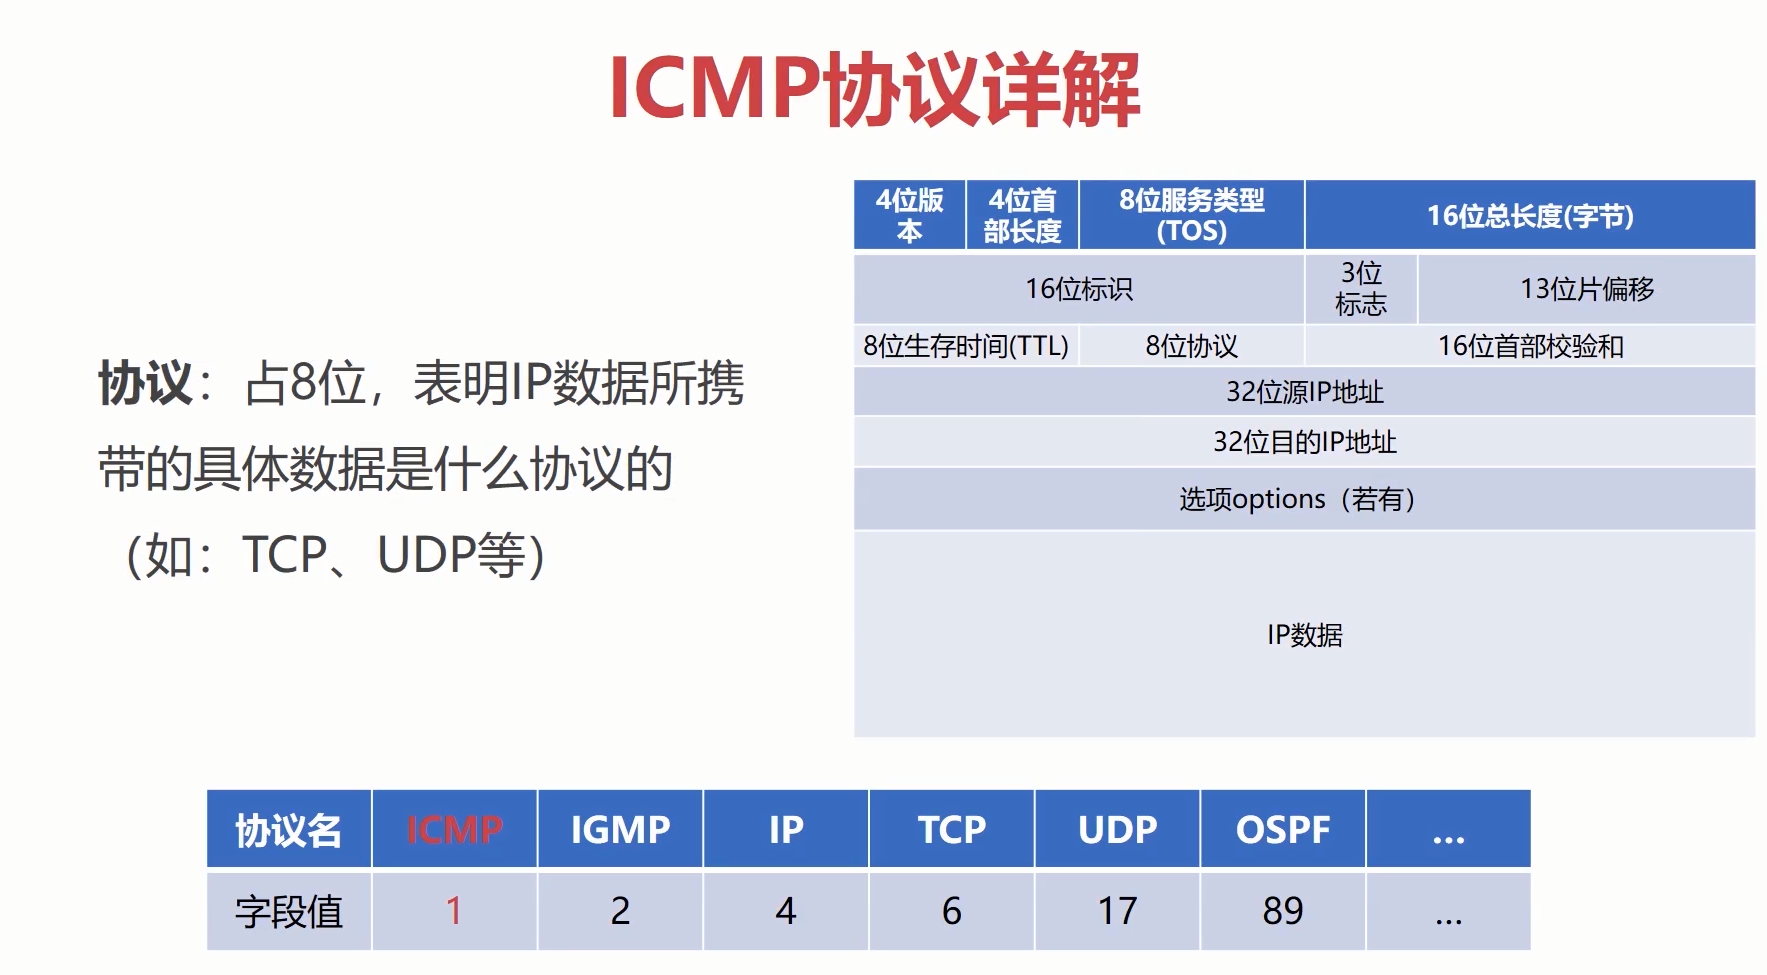 ICMP协议详解
协议：占8位，表明IP数据所携
带的具体数据是什么协议的
（如：TCP、UDP等）
4位版
本
4位首
部长度
8位服务类型
(TOS)
16位总长度(字节)
16位标识
3位
标志
13位片偏移
8位生存时间(TTL)
8位协议
16位首部校验和
32位源IP地址
32位目的IP地址
选项options（若有）
IP数据
协议名 ICMP IGMP IP TCP UDP OSPF ...
字段值 1 2 4 6 17 89 ...